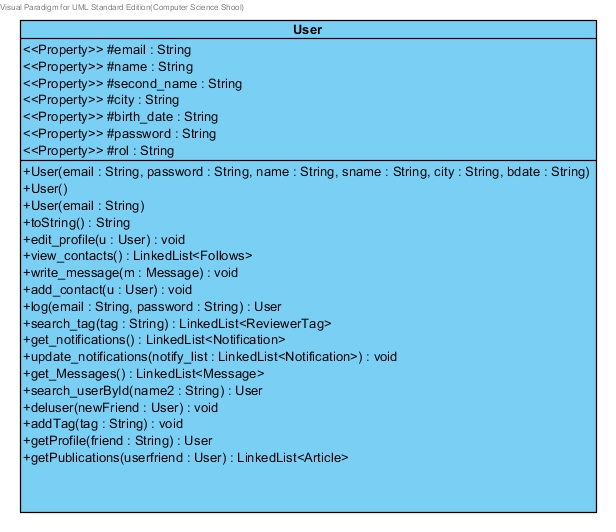 Visual Paradigm for UML Standard Edition(Computer Science Shool)
User
<<Property>> #email : String
<<Property>> #name : String
<<Property>> #second_name : String
<<Property>> #city : String
<<Property>> #birth_date : String
<<Property>> #password : String
<<Property>> #rol : String
+User(email : String, password : String, name : String, sname : String, city : String, bdate : String)
+User()
+User(email : String)
+toString() : String
+edit_profile(u : User) : void
+view_contacts() : LinkedList<Follows>
+write_message(m : Message) : void
+add_contact(u : User) : void
+log(email : String, password : String) : User
+search_tag(tag : String) : LinkedList<ReviewerTag>
+get_notifications() : LinkedList<Notification>
+update_notifications(notify_list : LinkedList<Notification>) : void
+get_Messages() : LinkedList<Message>
+search_userById(name2 : String) : User
+deluser(newFriend : User) : void
+addTag(tag : String) : void
+getProfile(friend : String) : User
+getPublications(userfriend : User) : LinkedList<Article>